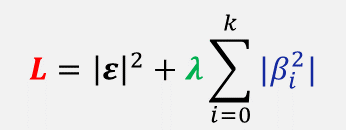 L = |ε|² + λ ∑_{i=0}^{k} |β_i²|